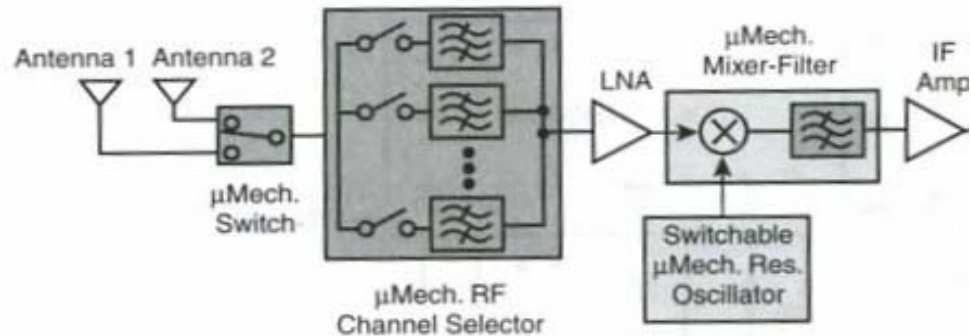 Antenna 1 Antenna 2
μMech.
Switch
μMech. RF
Channel Selector
LNA
μMech.
Mixer-Filter
IF
Amp
Switchable
μMech. Res.
Oscillator